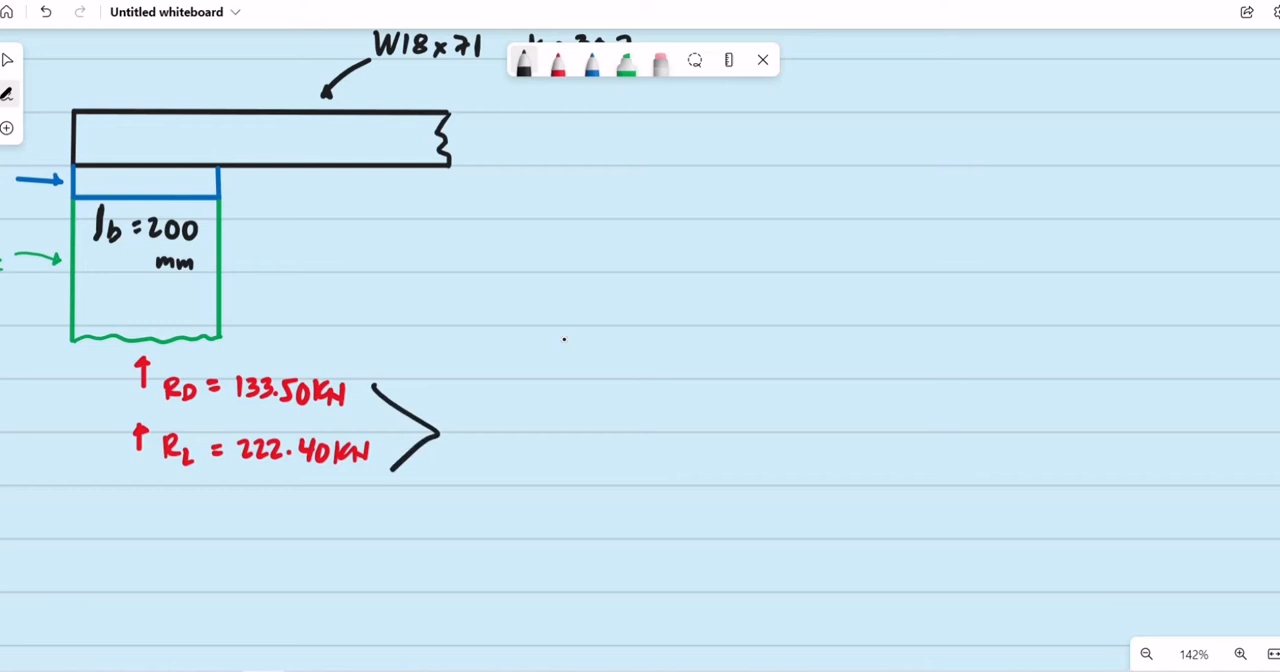 Untitled whiteboard
W18x71
lb = 200
mm
↑ RD = 133.50KN
↑ RL = 222.40KN
142%